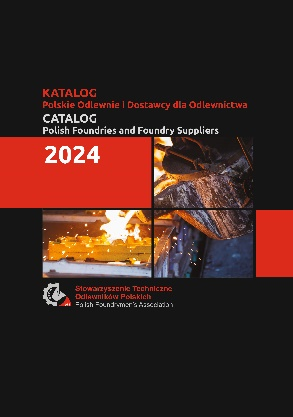 KATALOG
Polskie Odlewnie i Dostawcy dla Odlewnictwa
CATALOG
Polish Foundries and Foundry Suppliers
2024
Stowarzyszenie Techniczne
Odlewników Polskich
Polish Foundrymen's Association